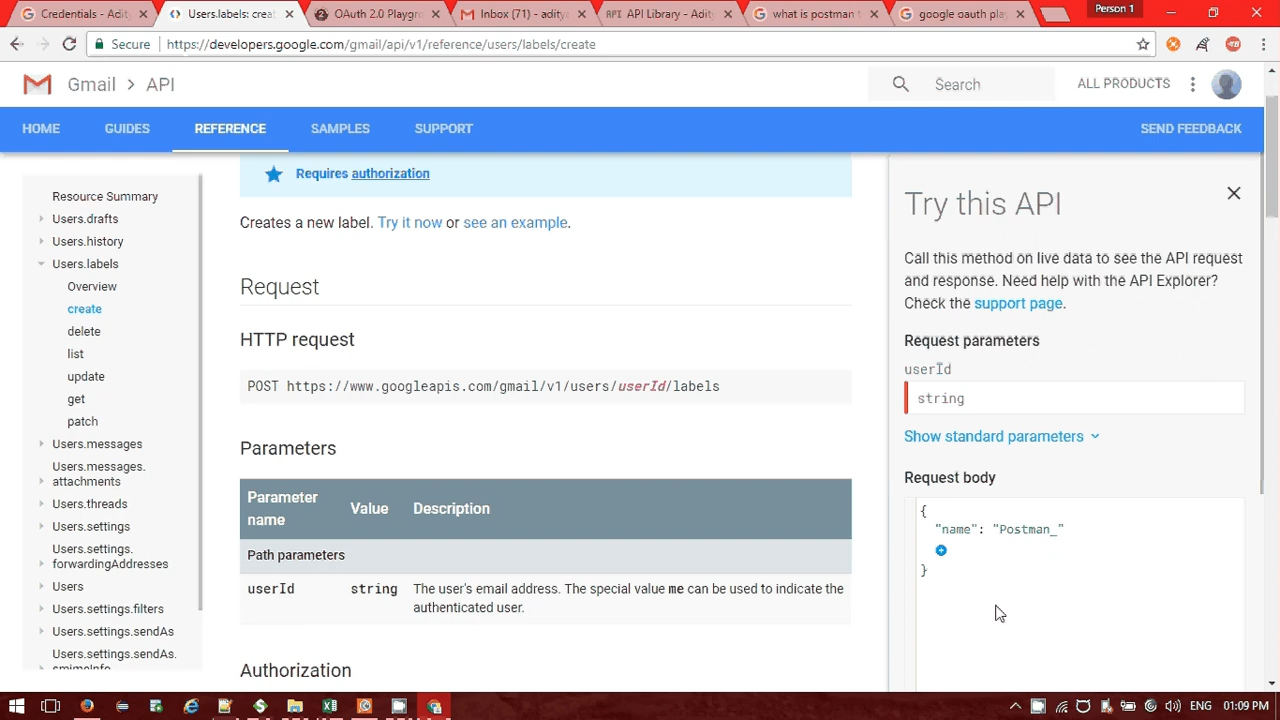 Credentials - Adity
Users.labels: crea
OAuth 2.0 Playgr
Inbox (71) - aditya
API Library - Adity
what is postman
google oauth pla
Person 1
Secure
https://developers.google.com/gmail/api/v1/reference/users/labels/create
Gmail > API
Search
ALL PRODUCTS
HOME
GUIDES
REFERENCE
SAMPLES
SUPPORT
SEND FEEDBACK
Resource Summary
Users.drafts
Users.history
Users.labels
Overview
create
delete
list
update
get
patch
Users.messages
Users.messages.
attachments
Users.threads
Users.settings
Users.settings.
forwardingAddresses
Users
Users.settings.filters
Users.settings.sendAs
Users.settings.sendAs.
smimeInfo
Requires authorization
Creates a new label. Try it now or see an example.
Request
HTTP request
POST https://www.googleapis.com/gmail/v1/users/userId/labels
Parameters
Parameter
name
Value
Description
Path parameters
userId
string
The user's email address. The special value me can be used to indicate the
authenticated user.
Authorization
Try this API
Call this method on live data to see the API request
and response. Need help with the API Explorer?
Check the support page.
Request parameters
userId
string
Show standard parameters
Request body
{
"name": "Postman_"
}
ENG
01:09 PM